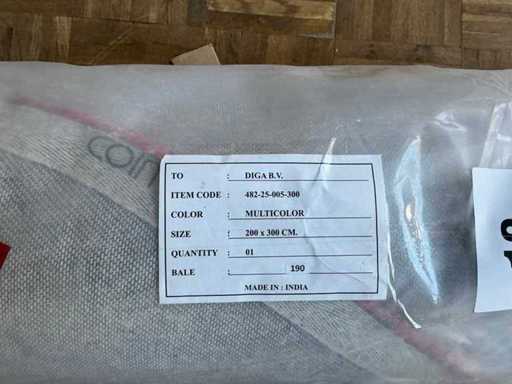 coin
TO : DIGA B.V.
ITEM CODE : 482-25-005-300
COLOR : MULTICOLOR
SIZE : 200 x 300 CM.
QUANTITY : 01
BALE : 190
MADE IN : INDIA